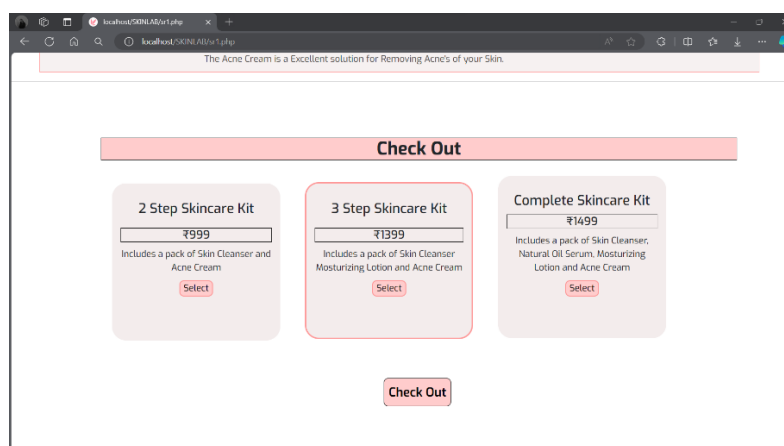 localhost/SKINLAB/sr1.php
localhost/SKINLAB/sr1.php
The Acne Cream is a Excellent solution for Removing Acne's of your Skin.
Check Out
2 Step Skincare Kit
₹999
Includes a pack of Skin Cleanser and
Acne Cream
Select
3 Step Skincare Kit
₹1399
Includes a pack of Skin Cleanser
Mosturizing Lotion and Acne Cream
Select
Complete Skincare Kit
₹1499
Includes a pack of Skin Cleanser,
Natural Oil Serum, Mosturizing
Lotion and Acne Cream
Select
Check Out